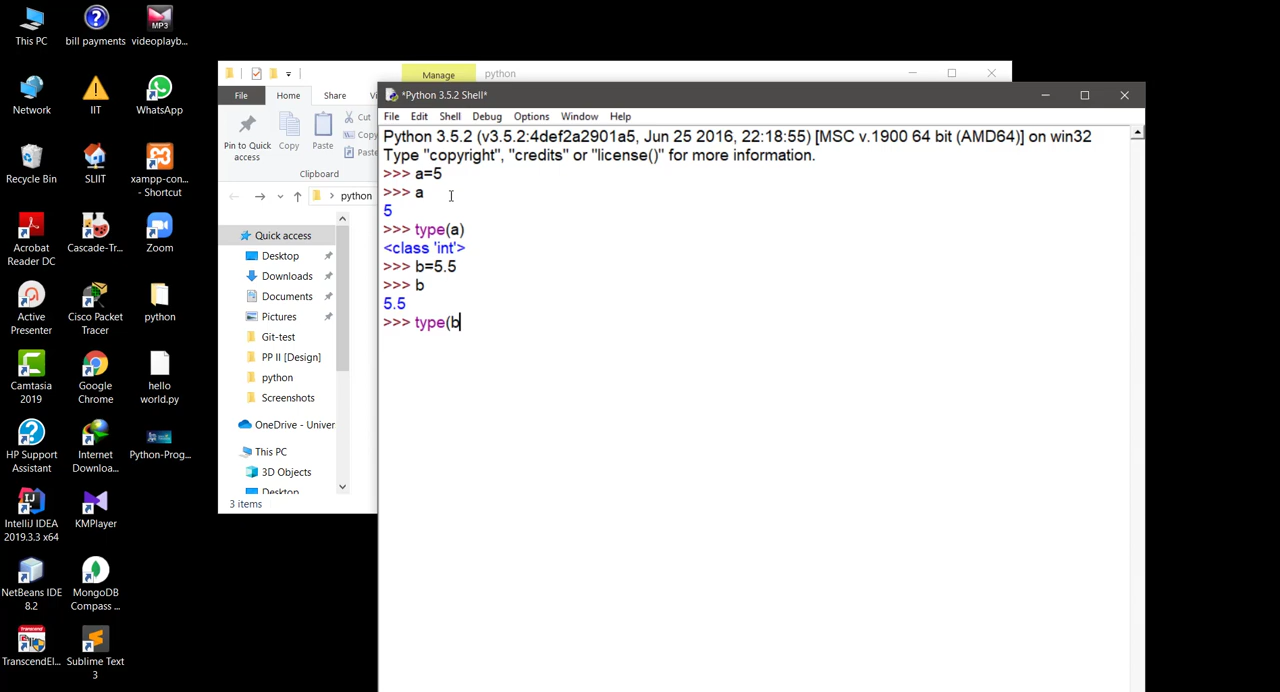 This PC
bill payments
videoplayb...
MP3
Network
IIT
WhatsApp
Recycle Bin
SLIIT
xampp-con...
- Shortcut
Acrobat
Reader DC
Cascade-Tr...
Zoom
Active
Presenter
Cisco Packet
Tracer
python
Camtasia
2019
Google
Chrome
hello
world.py
HP Support
Assistant
Internet
Downloa...
Python-Prog...
IntelliJ IDEA
2019.3.3 x64
KMPlayer
NetBeans IDE
8.2
MongoDB
Compass ...
TranscendEl...
Sublime Text
3
Manage
python
File
Home
Share
Vi
Pin to Quick
access
Copy
Paste
Cut
Copy
Paste
Clipboard
python
Quick access
Desktop
Downloads
Documents
Pictures
Git-test
PP II [Design]
python
Screenshots
OneDrive - Univer
This PC
3D Objects
Desktop
3 items
*Python 3.5.2 Shell*
File Edit Shell Debug Options Window Help
Python 3.5.2 (v3.5.2:4def2a2901a5, Jun 25 2016, 22:18:55) [MSC v.1900 64 bit (AMD64)] on win32
Type "copyright", "credits" or "license()" for more information.
>>> a=5
>>> a
5
>>> type(a)
<class 'int'>
>>> b=5.5
>>> b
5.5
>>> type(b